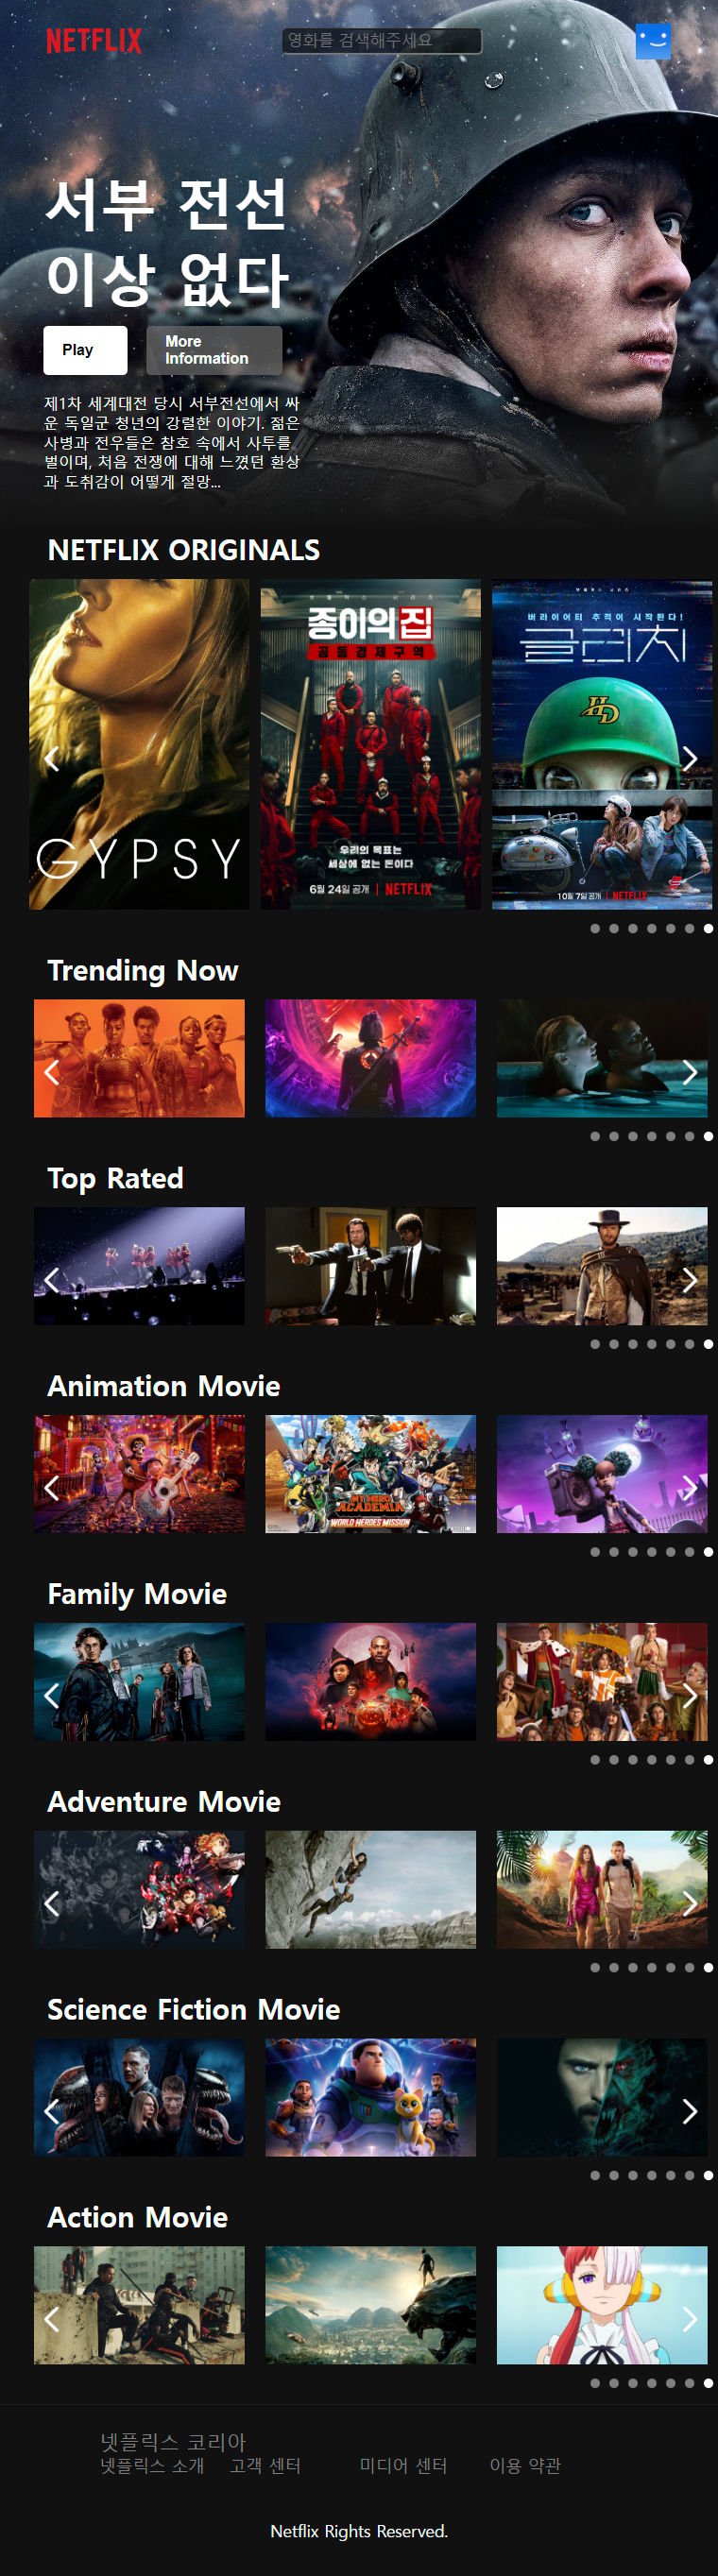 NETFLIX
영화를 검색해주세요
서부 전선
이상 없다
Play
More
Information
제1차 세계대전 당시 서부전선에서 싸
운 독일군 청년의 강렬한 이야기. 젊은
사병과 전우들은 참호 속에서 사투를
벌이며, 처음 전쟁에 대해 느꼈던 환상
과 도취감이 어떻게 절망...
NETFLIX ORIGINALS
GYPSY
넷플릭스 시리즈
종이의 집
공동경제구역
우리의 목표는
세상에 없는 돈이다
6월 24일 공개 | NETFLIX
버라이어티 추적이 시작된다!
글리치
HD
10월 7일 공개 | NETFLIX
Trending Now
Top Rated
Animation Movie
MY HERO
ACADEMIA
WORLD HEROES MISSION
Family Movie
Adventure Movie
Science Fiction Movie
Action Movie
넷플릭스 코리아
넷플릭스 소개 고객 센터 미디어 센터 이용 약관
Netflix Rights Reserved.